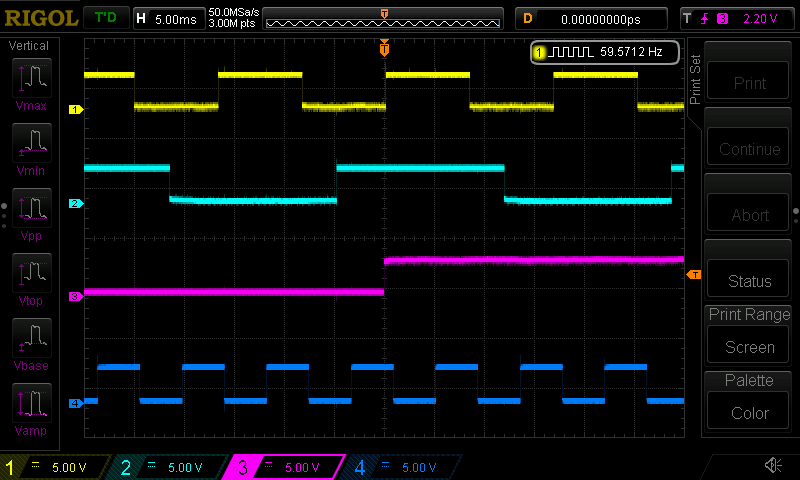 RIGOL T'D H 5.00ms 50.0MSa/s 3.00M pts T D 0.00000000ps T 3 2.20 V
Vertical
Vmax
Vmin
Vpp
Vtop
Vbase
Vamp
T
1 59.5712 Hz
1
2
3
4
T
Print Set
Print
Continue
Abort
Status
Print Range
Screen
Palette
Color
1 5.00 V 2 5.00 V 3 5.00 V 4 5.00 V